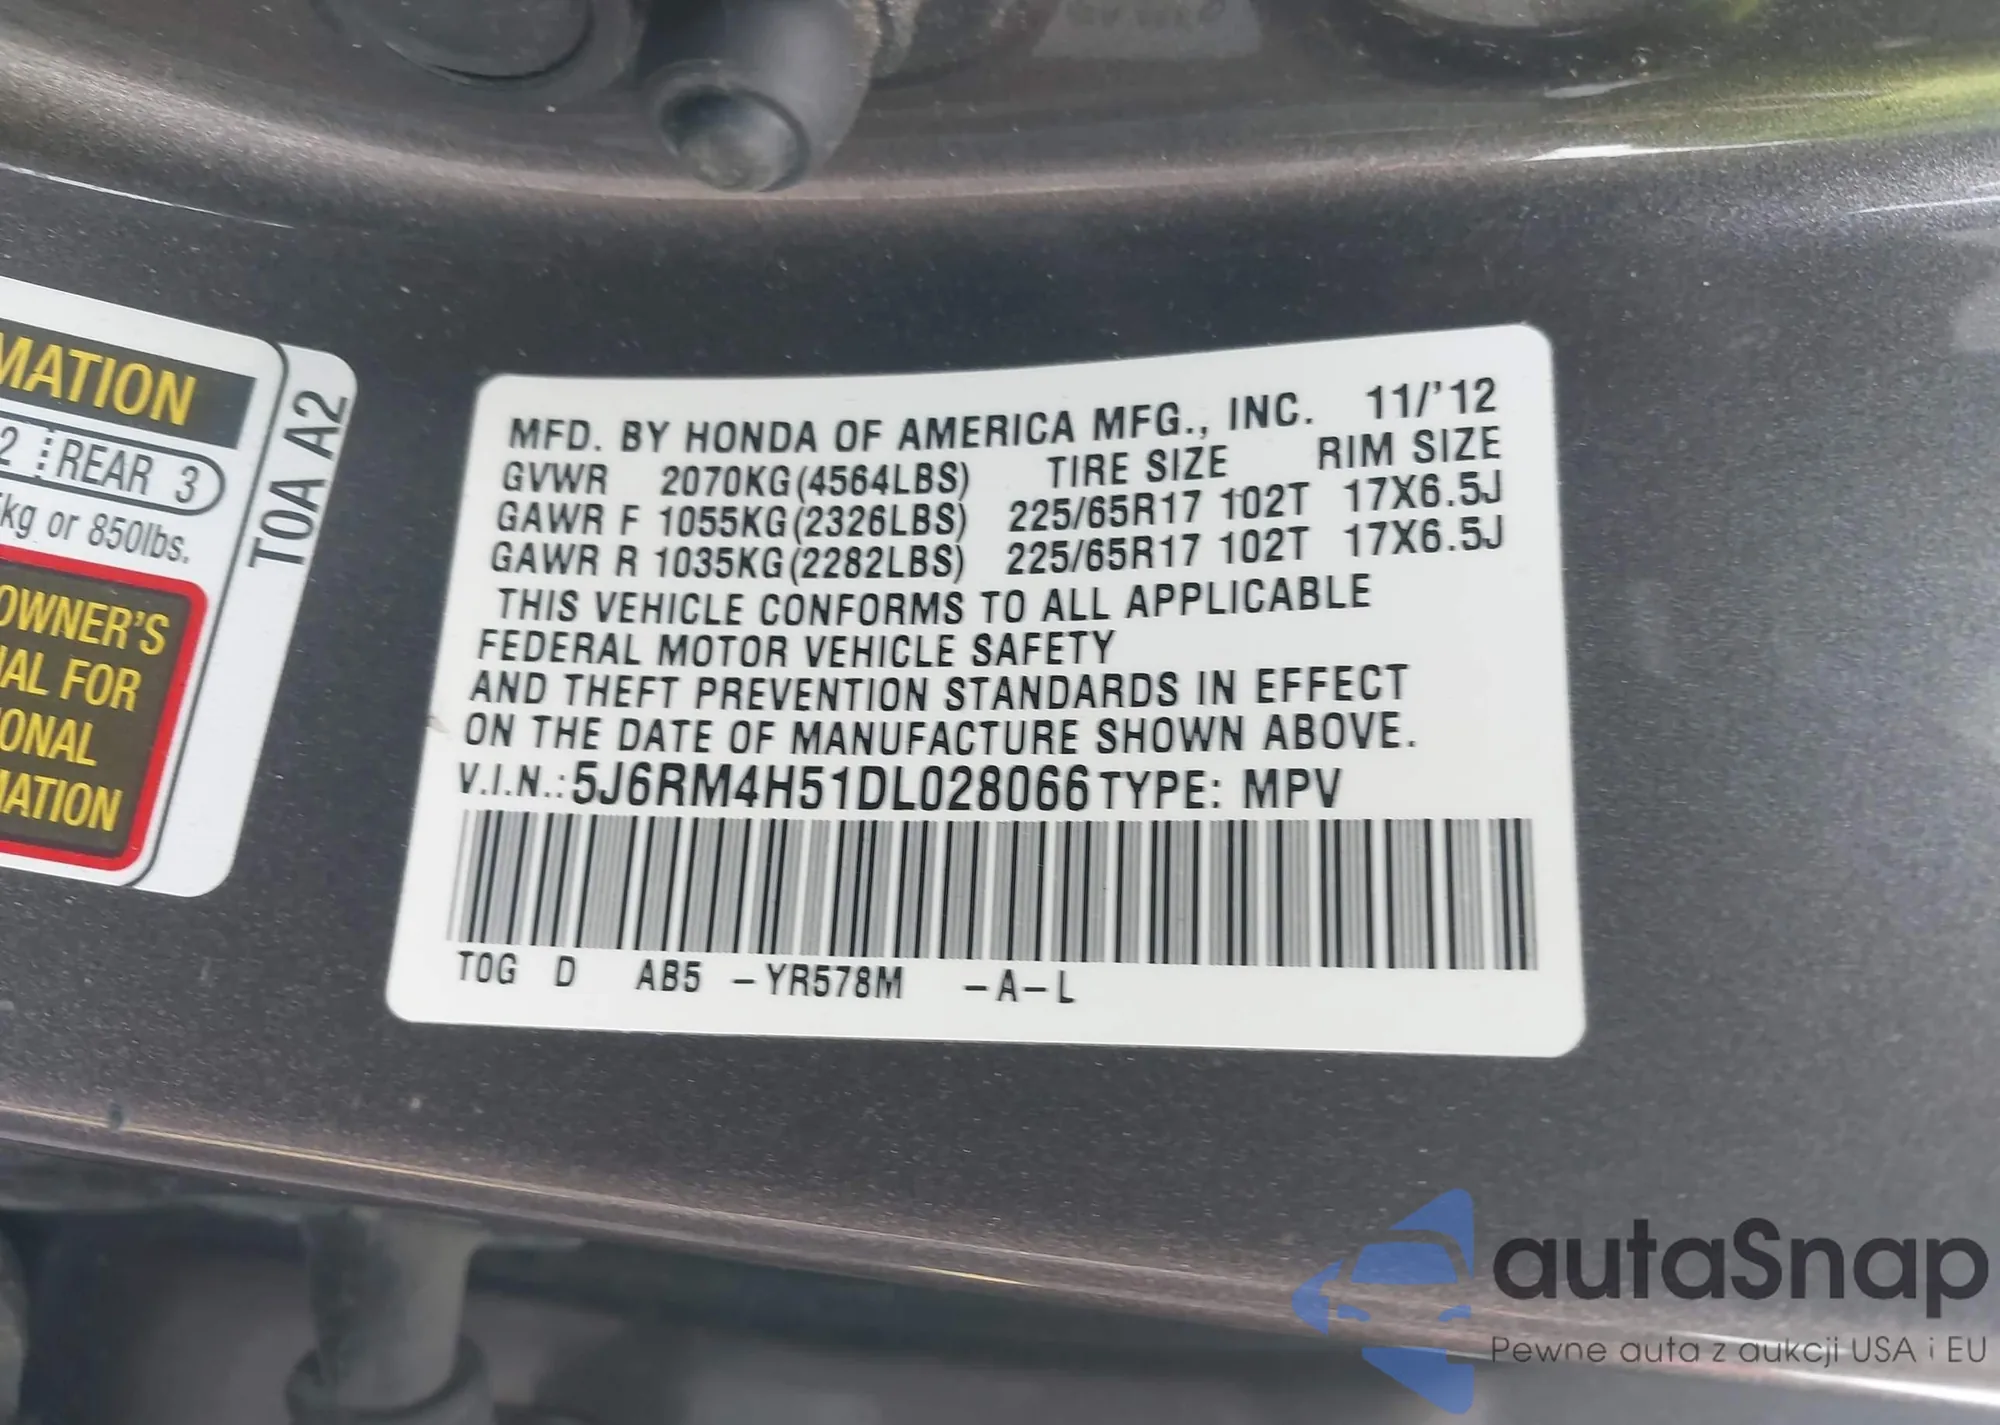 MATION
2 REAR 3
kg or 850lbs.
OWNER'S
AL FOR
ONAL
MATION
T0A A2
MFD. BY HONDA OF AMERICA MFG., INC. 11/'12
GVWR 2070KG(4564LBS) TIRE SIZE RIM SIZE
GAWR F 1055KG(2326LBS) 225/65R17 102T 17X6.5J
GAWR R 1035KG(2282LBS) 225/65R17 102T 17X6.5J
THIS VEHICLE CONFORMS TO ALL APPLICABLE
FEDERAL MOTOR VEHICLE SAFETY
AND THEFT PREVENTION STANDARDS IN EFFECT
ON THE DATE OF MANUFACTURE SHOWN ABOVE.
V.I.N.: 5J6RM4H51DL028066 TYPE: MPV
T0G D AB5 -YR578M -A-L
autaSnap
Pewne auta z aukcji USA i EU